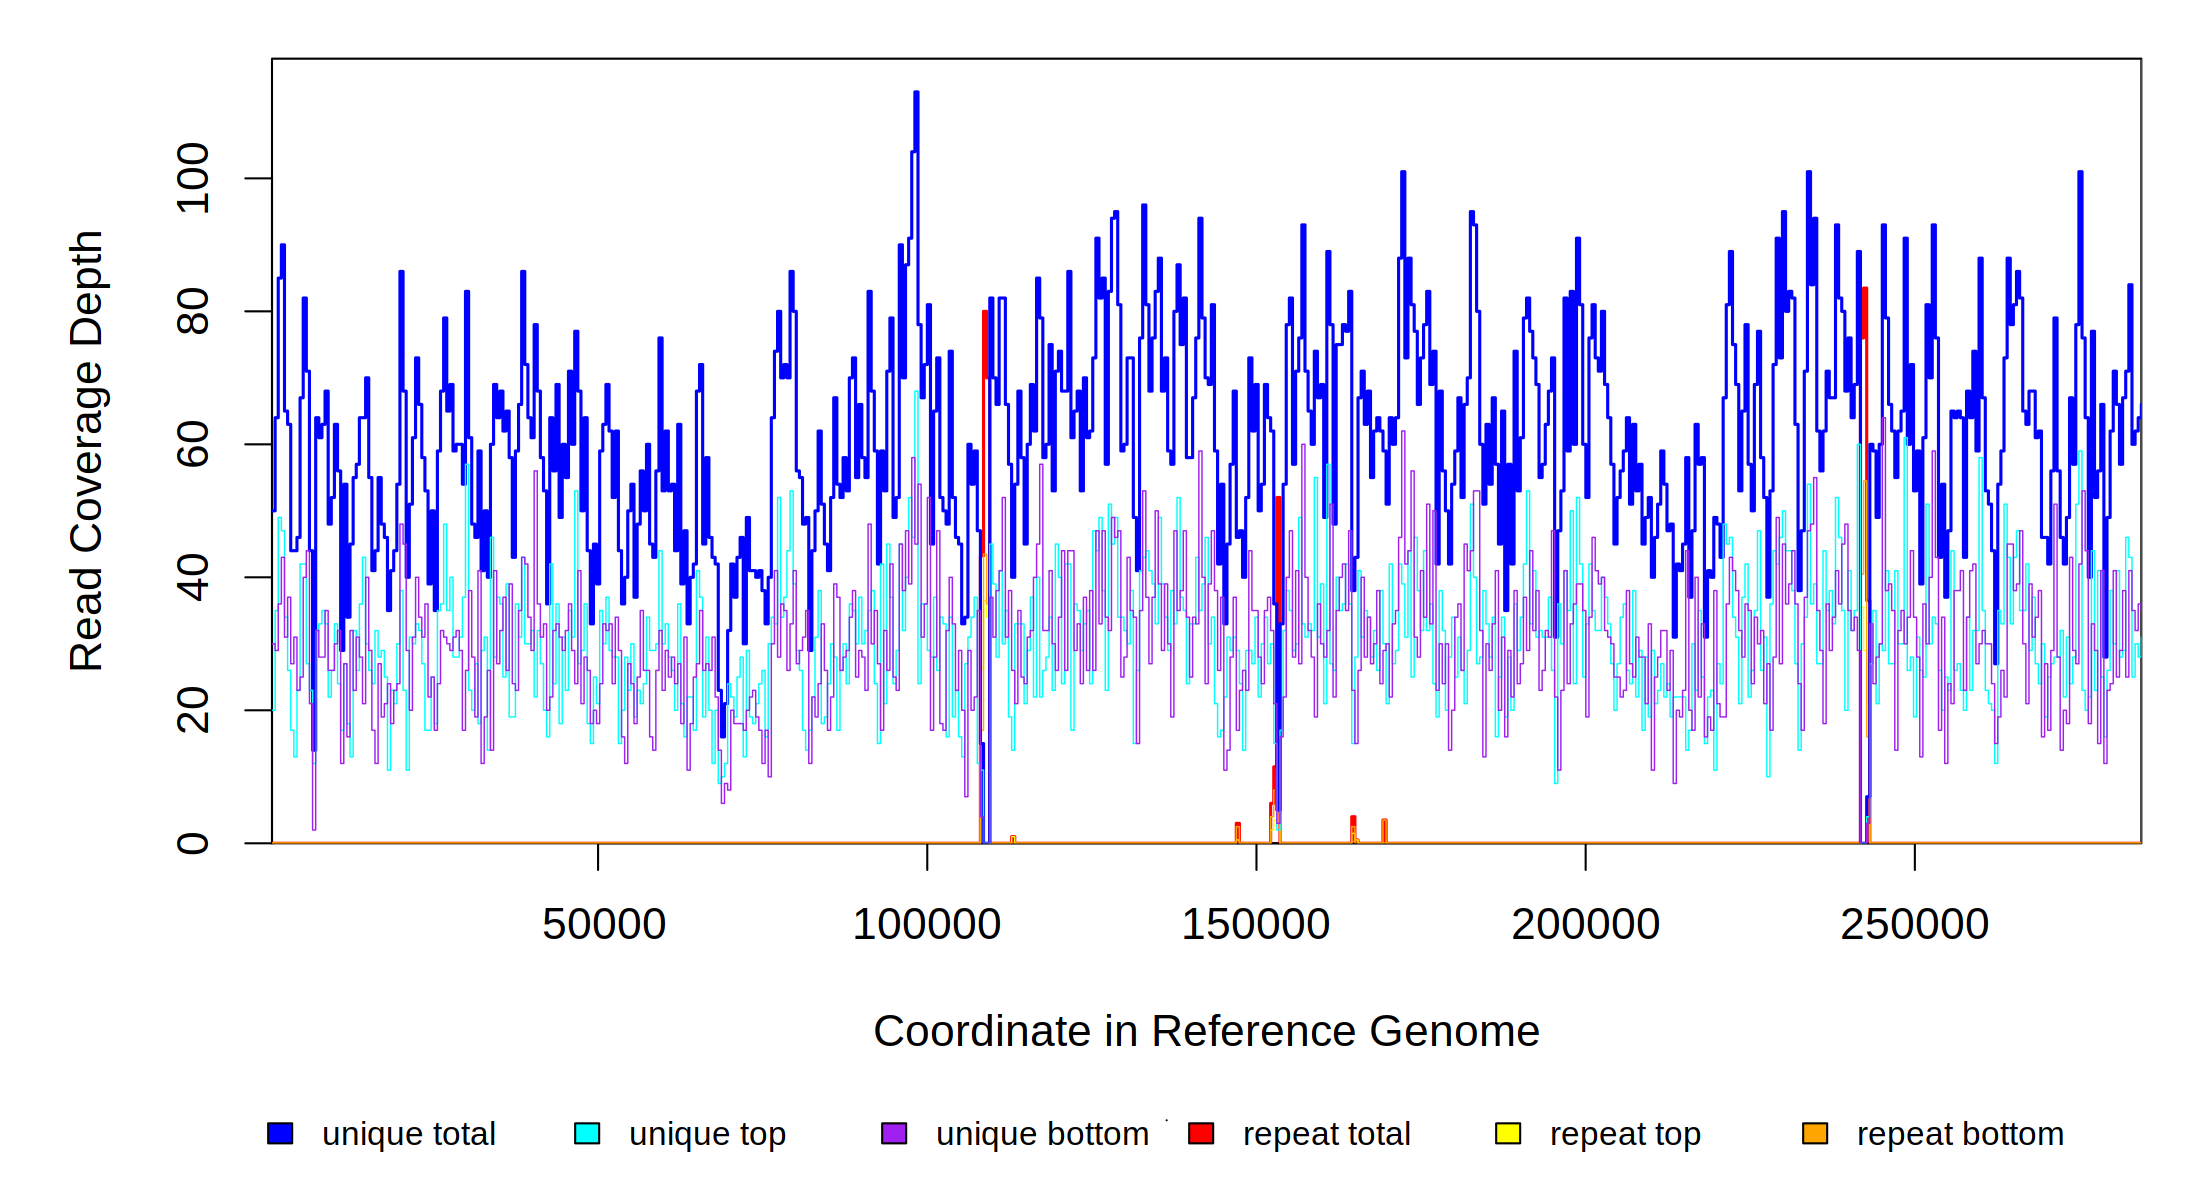 Read Coverage Depth
100
80
60
40
20
0
50000 100000 150000 200000 250000
Coordinate in Reference Genome
unique total unique top unique bottom repeat total repeat top repeat bottom